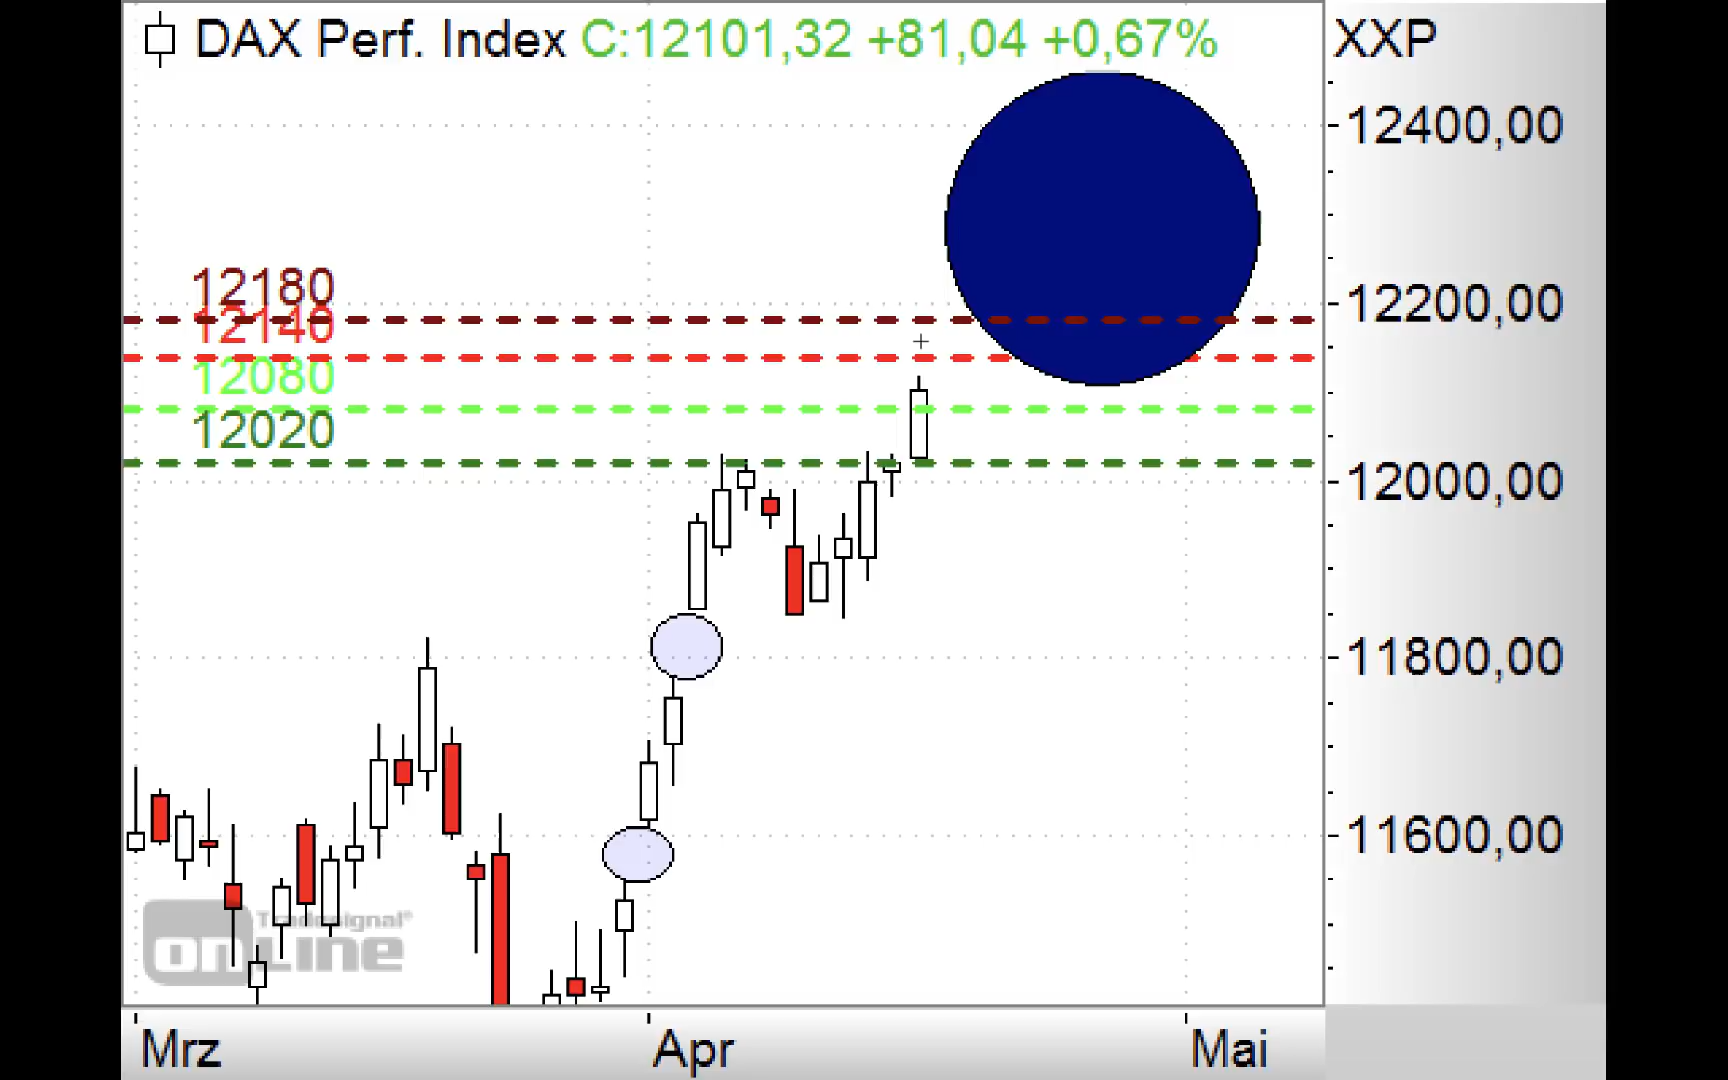 DAX Perf. Index C:12101,32 +81,04 +0,67%
XXP
12400,00
12200,00
12000,00
11800,00
11600,00
12180
12140
12080
12020
Tradesignal®
onLine
Mrz Apr Mai